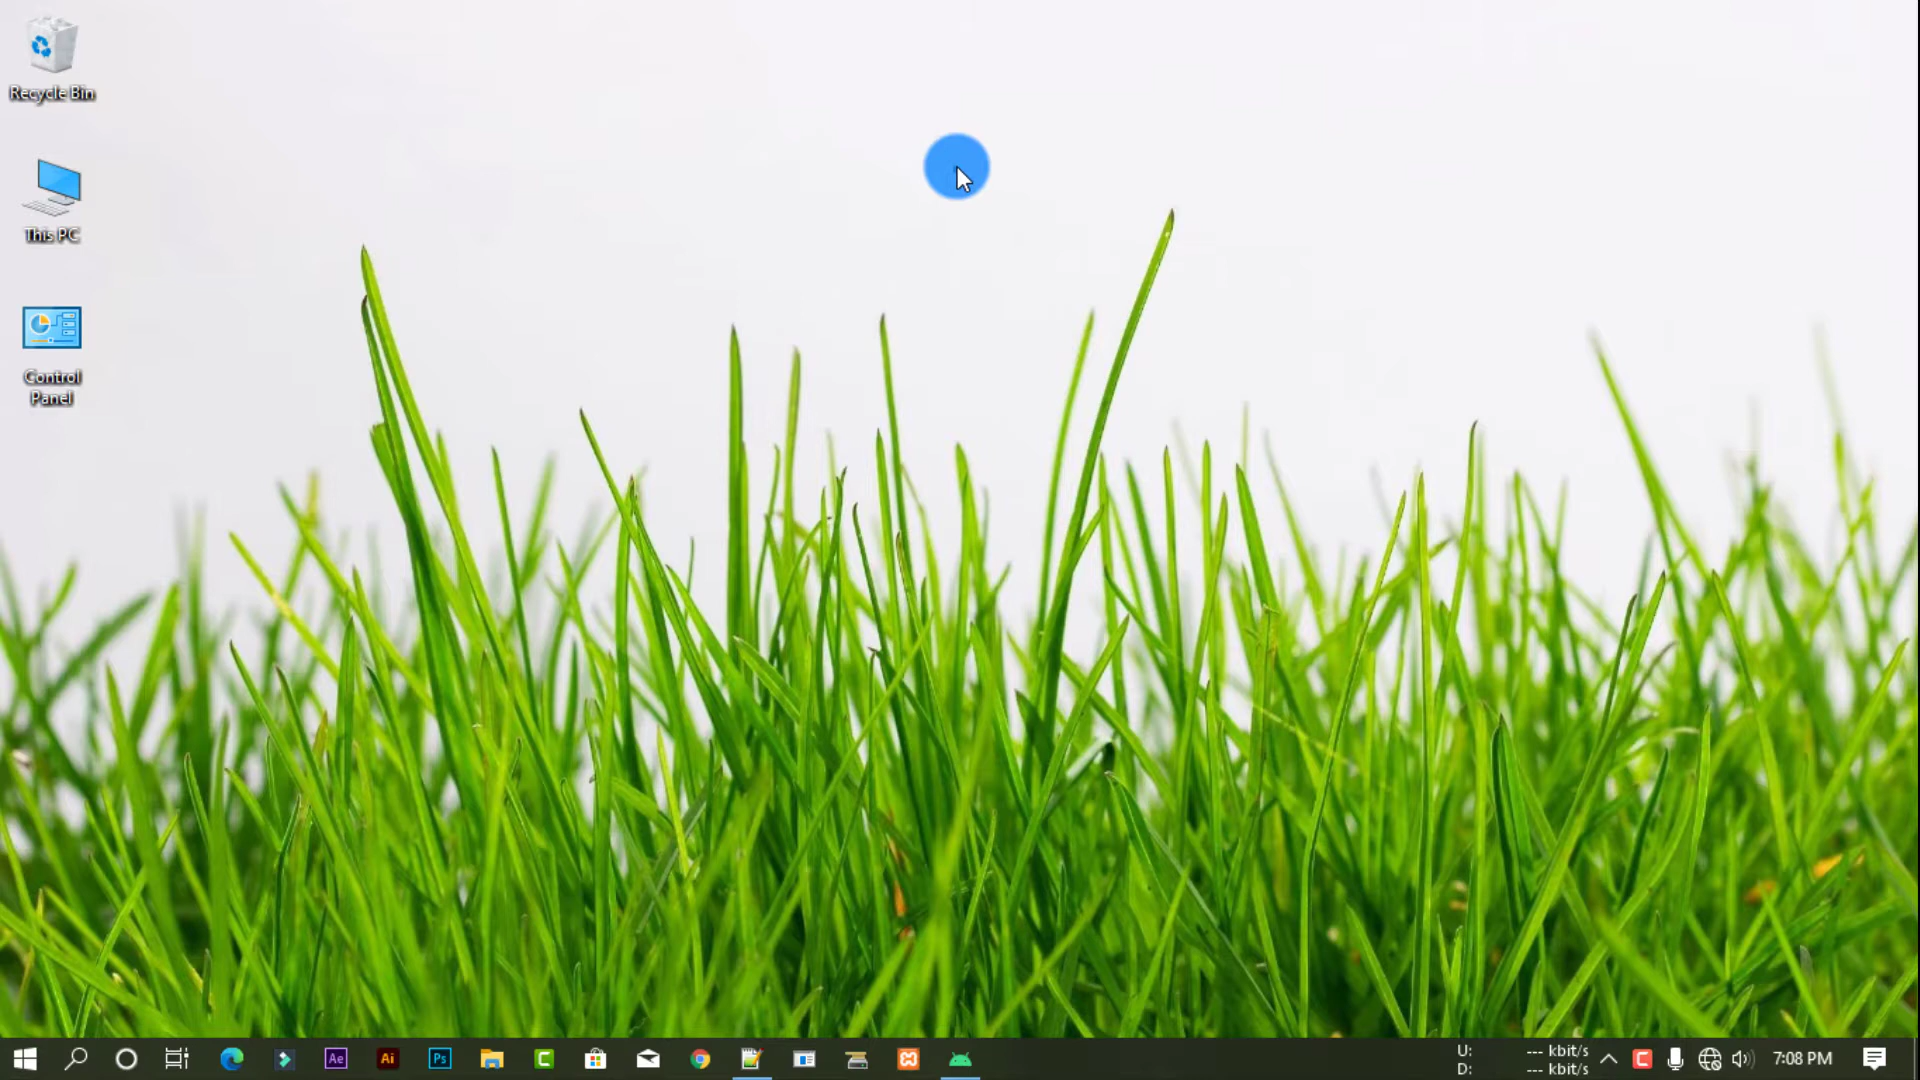 Recycle Bin
This PC
Control
Panel
Ae
Ai
Ps
C
U: --- kbit/s
D: --- kbit/s
C
7:08 PM